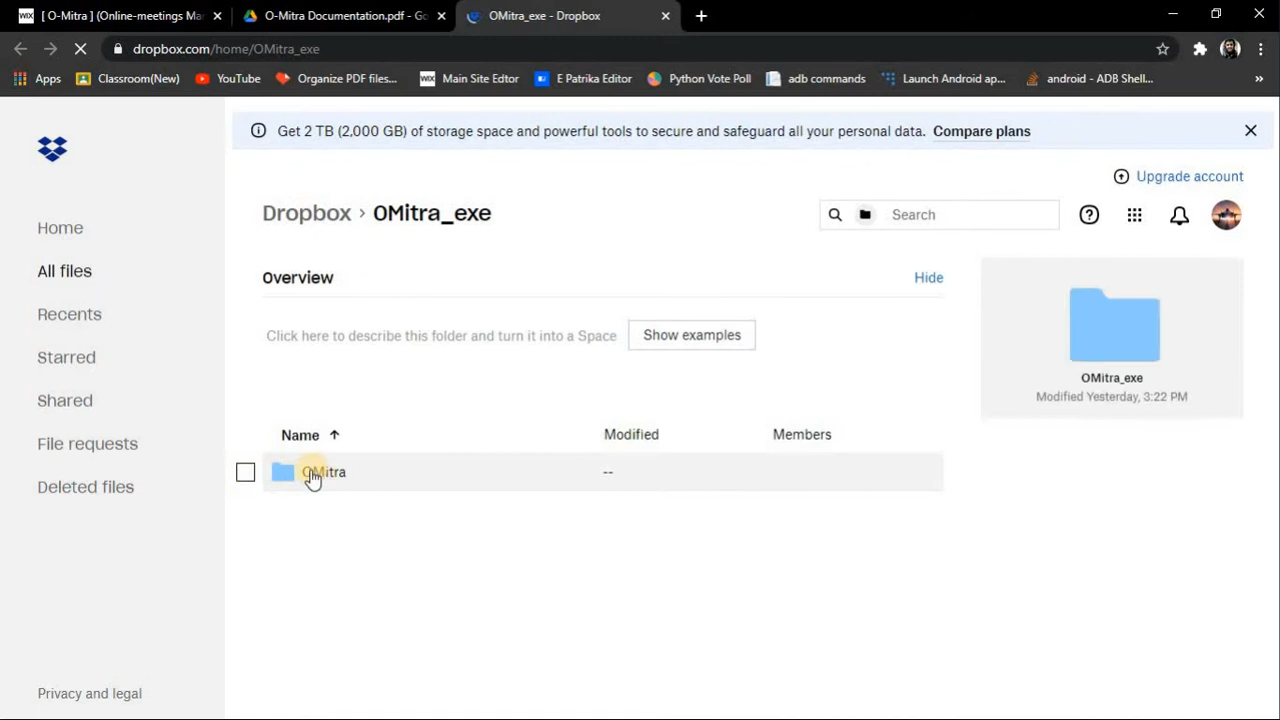 WIX [ O-Mitra ] (Online-meetings Ma
O-Mitra Documentation.pdf - Go
OMitra_exe - Dropbox
dropbox.com/home/OMitra_exe
Apps
Classroom(Web)
YouTube
Organize PDF files...
WIX Main Site Editor
E Patrika Editor
Python Vote Poll
adb commands
Launch Android ap...
android - ADB Shell...
»
Get 2 TB (2,000 GB) of storage space and powerful tools to secure and safeguard all your personal data. Compare plans
Upgrade account
Dropbox › OMitra_exe
Search
Home
All files
Recents
Starred
Shared
File requests
Deleted files
Overview
Hide
Click here to describe this folder and turn it into a Space
Show examples
OMitra_exe
Modified Yesterday, 3:22 PM
Name Modified Members
OMitra --
Privacy and legal